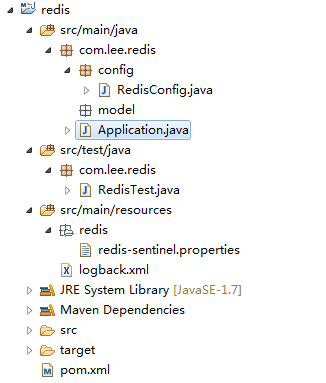 redis
src/main/java
com.lee.redis
config
RedisConfig.java
model
Application.java
src/test/java
com.lee.redis
RedisTest.java
src/main/resources
redis
redis-sentinel.properties
logback.xml
JRE System Library [JavaSE-1.7]
Maven Dependencies
src
target
pom.xml